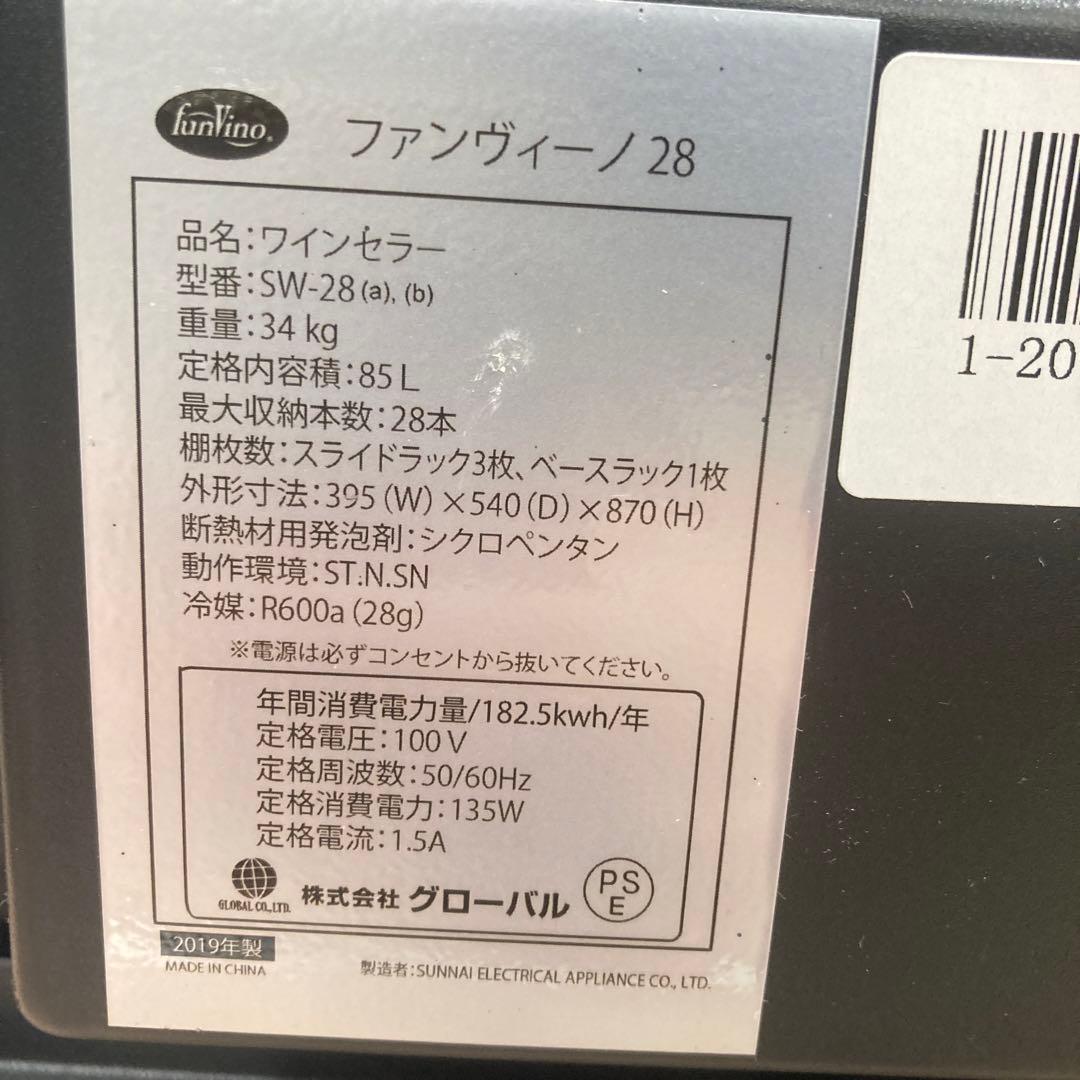 funVino ファンヴィーノ 28
品名:ワインセラー
型番:SW-28 (a), (b)
重量:34 kg
定格内容積:85L
最大収納本数:28本
棚枚数:スライドラック3枚、ベースラック1枚
外形寸法:395 (W) ×540 (D) ×870 (H)
断熱材用発泡剤:シクロペンタン
動作環境:ST.N.SN
冷媒:R600a (28g)
※電源は必ずコンセントから抜いてください。
年間消費電力量/182.5kwh/年
定格電圧:100V
定格周波数:50/60Hz
定格消費電力:135W
定格電流:1.5A
GLOBAL CO.,LTD. 株式会社 グローバル PSE
2019年製
MADE IN CHINA
製造者:SUNNAI ELECTRICAL APPLIANCE CO., LTD.
1-20